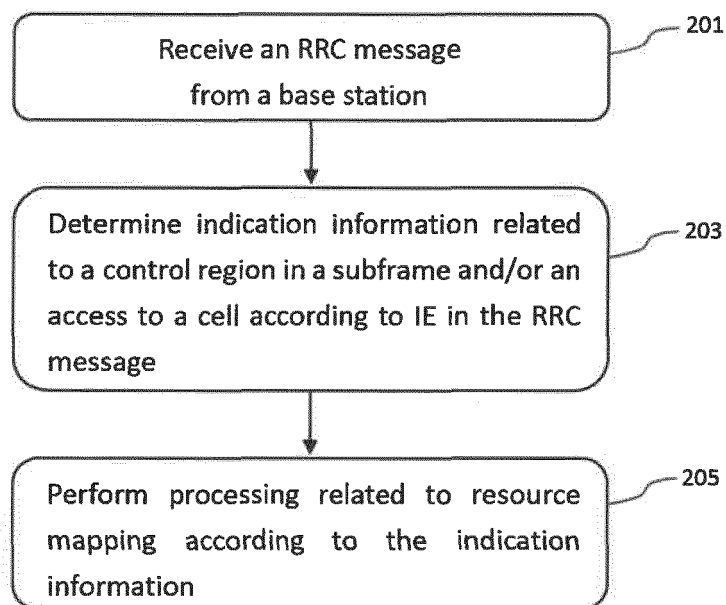 Receive an RRC message
from a base station
201
Determine indication information related
to a control region in a subframe and/or an
access to a cell according to IE in the RRC
message
203
Perform processing related to resource
mapping according to the indication
information
205